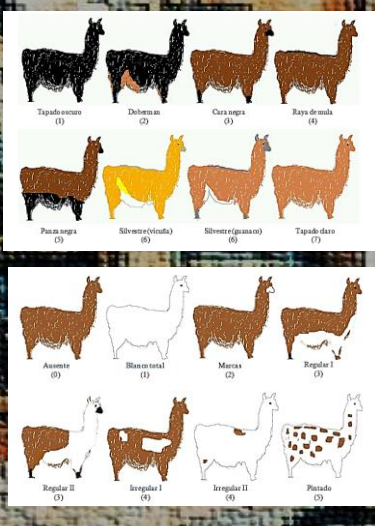 Tapado oscuro
(1)
Doberman
(2)
Cara negra
(3)
Raya de mula
(4)
Panza negra
(5)
Silvestre (vicuña)
(6)
Silvestre (guanaco)
(6)
Tapado claro
(7)
Ausente
(0)
Blanco total
(1)
Marcas
(2)
Regular I
(3)
Regular II
(3)
Irregular I
(4)
Irregular II
(4)
Pintado
(5)